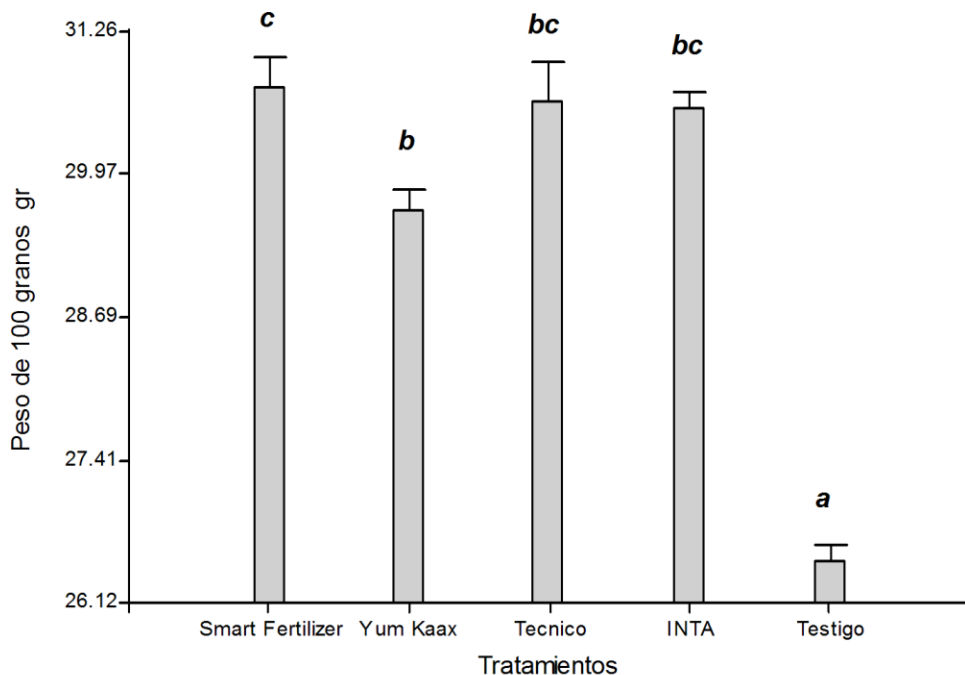 Peso de 100 granos gr
31.26
29.97
28.69
27.41
26.12
c
b
bc
bc
a
Smart Fertilizer
Yum Kaax
Tecnico
INTA
Testigo
Tratamientos